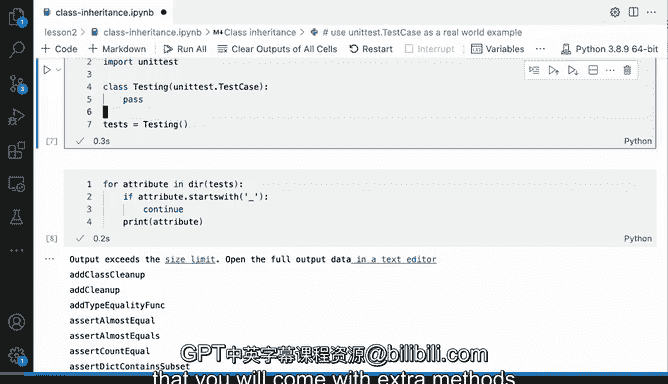 class-inheritance.ipynb
lesson2 > class-inheritance.ipynb > M↓Class inheritance > # use unittest.TestCase as a real world example
+ Code + Markdown Run All Clear Outputs of All Cells Restart Interrupt Variables ... Python 3.8.9 64-bit
2 import unittest
3
4 class Testing(unittest.TestCase):
5 pass
6
7 tests = Testing()
[7] ✓ 0.3s Python
1 for attribute in dir(tests):
2 if attribute.startswith('_'):
3 continue
4 print(attribute)
[8] ✓ 0.2s Python
... Output exceeds the size limit. Open the full output data in a text editor
addClassCleanup
addCleanup
addTypeEqualityFunc
assertAlmostEqual
assertAlmostEquals
assertCountEqual
assertDictContainsSubset
GPT中英字幕课程资源@bilibili.com
that you will come with extra methods